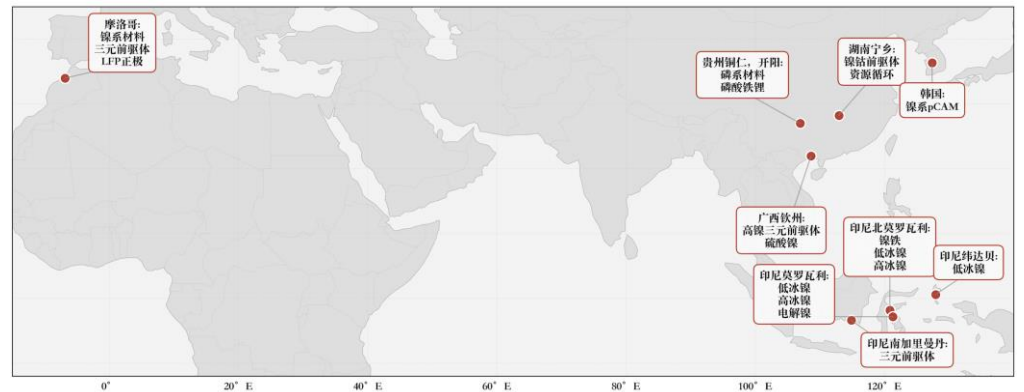 摩洛哥:
镍系材料
三元前驱体
LFP正极
贵州铜仁，开阳:
磷系材料
磷酸铁锂
湖南宁乡:
镍钴前驱体
资源循环
韩国:
镍系pCAM
广西钦州:
高镍三元前驱体
硫酸镍
印尼北莫罗瓦利:
镍铁
低冰镍
高冰镍
印尼纬达贝:
低冰镍
印尼莫罗瓦利:
低冰镍
高冰镍
电解镍
印尼南加里曼丹:
三元前驱体
0° 20° E 40° E 60° E 80° E 100° E 120° E